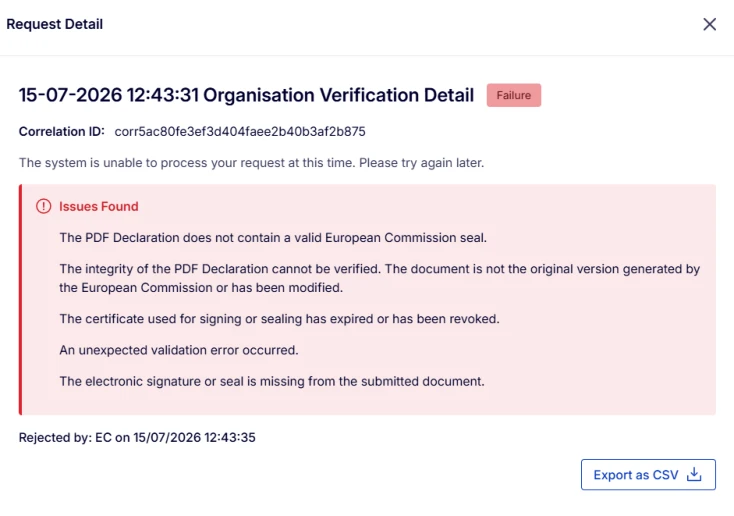 Request Detail
15-07-2026 12:43:31 Organisation Verification Detail Failure
Correlation ID: corr5ac80fe3ef3d404faee2b40b3af2b875
The system is unable to process your request at this time. Please try again later.
Issues Found
The PDF Declaration does not contain a valid European Commission seal.
The integrity of the PDF Declaration cannot be verified. The document is not the original version generated by
the European Commission or has been modified.
The certificate used for signing or sealing has expired or has been revoked.
An unexpected validation error occurred.
The electronic signature or seal is missing from the submitted document.
Rejected by: EC on 15/07/2026 12:43:35
Export as CSV